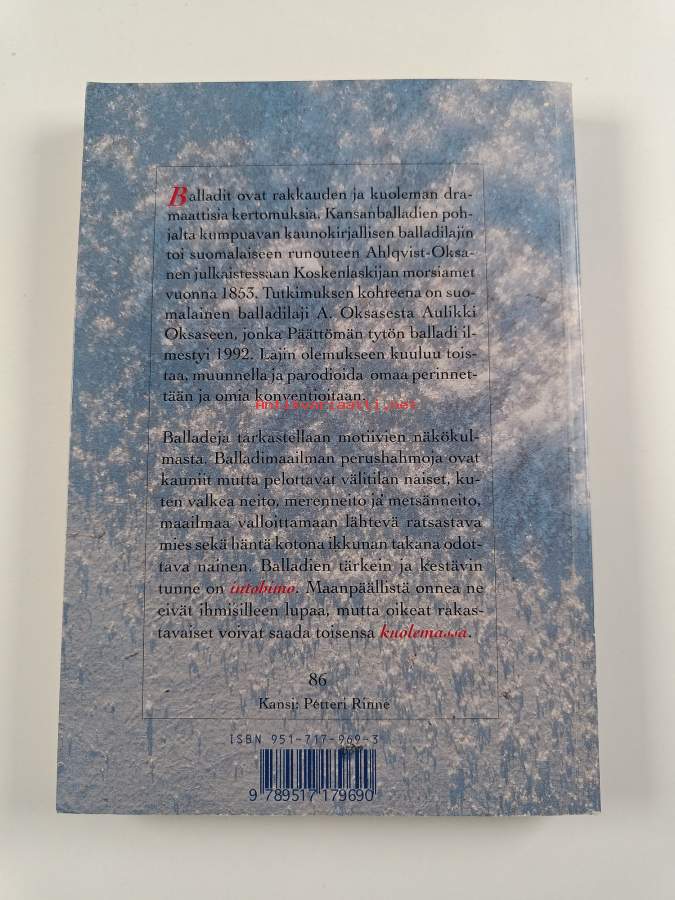 Balladit ovat rakkauden ja kuoleman dra-
maattisia kertomuksia. Kansanballadien poh-
jalta kumpuavan kaunokirjallisen balladilajin
toi suomalaiseen runouteen Ahlqvist-Oksa-
nen julkaistessaan Koskenlaskijan morsiamet
vuonna 1853. Tutkimuksen kohteena on suo-
malainen balladilaji A. Oksasesta Aulikki
Oksaseen, jonka Päättömän tytön balladi il-
mestyi 1992. Lajin olemukseen kuuluu tois-
taa, muunnella ja parodioida omaa perinnet-
tään ja omia konventioitaan.
Antikvariaatti.net
Balladeja tarkastellaan motiivien näkökul-
masta. Balladimaailman perushahmoja ovat
kauniit mutta pelottavat välitilan naiset, ku-
ten valkea neito, merenneito ja metsänneito,
maailmaa valloittamaan lähtevä ratsastava
mies sekä häntä kotona ikkunan takana odot-
tava nainen. Balladien tärkein ja kestävin
tunne on intohimo. Maanpäällistä onnea ne
eivät ihmisilleen lupaa, mutta oikeat rakas-
tavaiset voivat saada toisensa kuolemassa.
86
Kansi: Petteri Rinne
ISBN 951-717-969-3
9 789517 179690